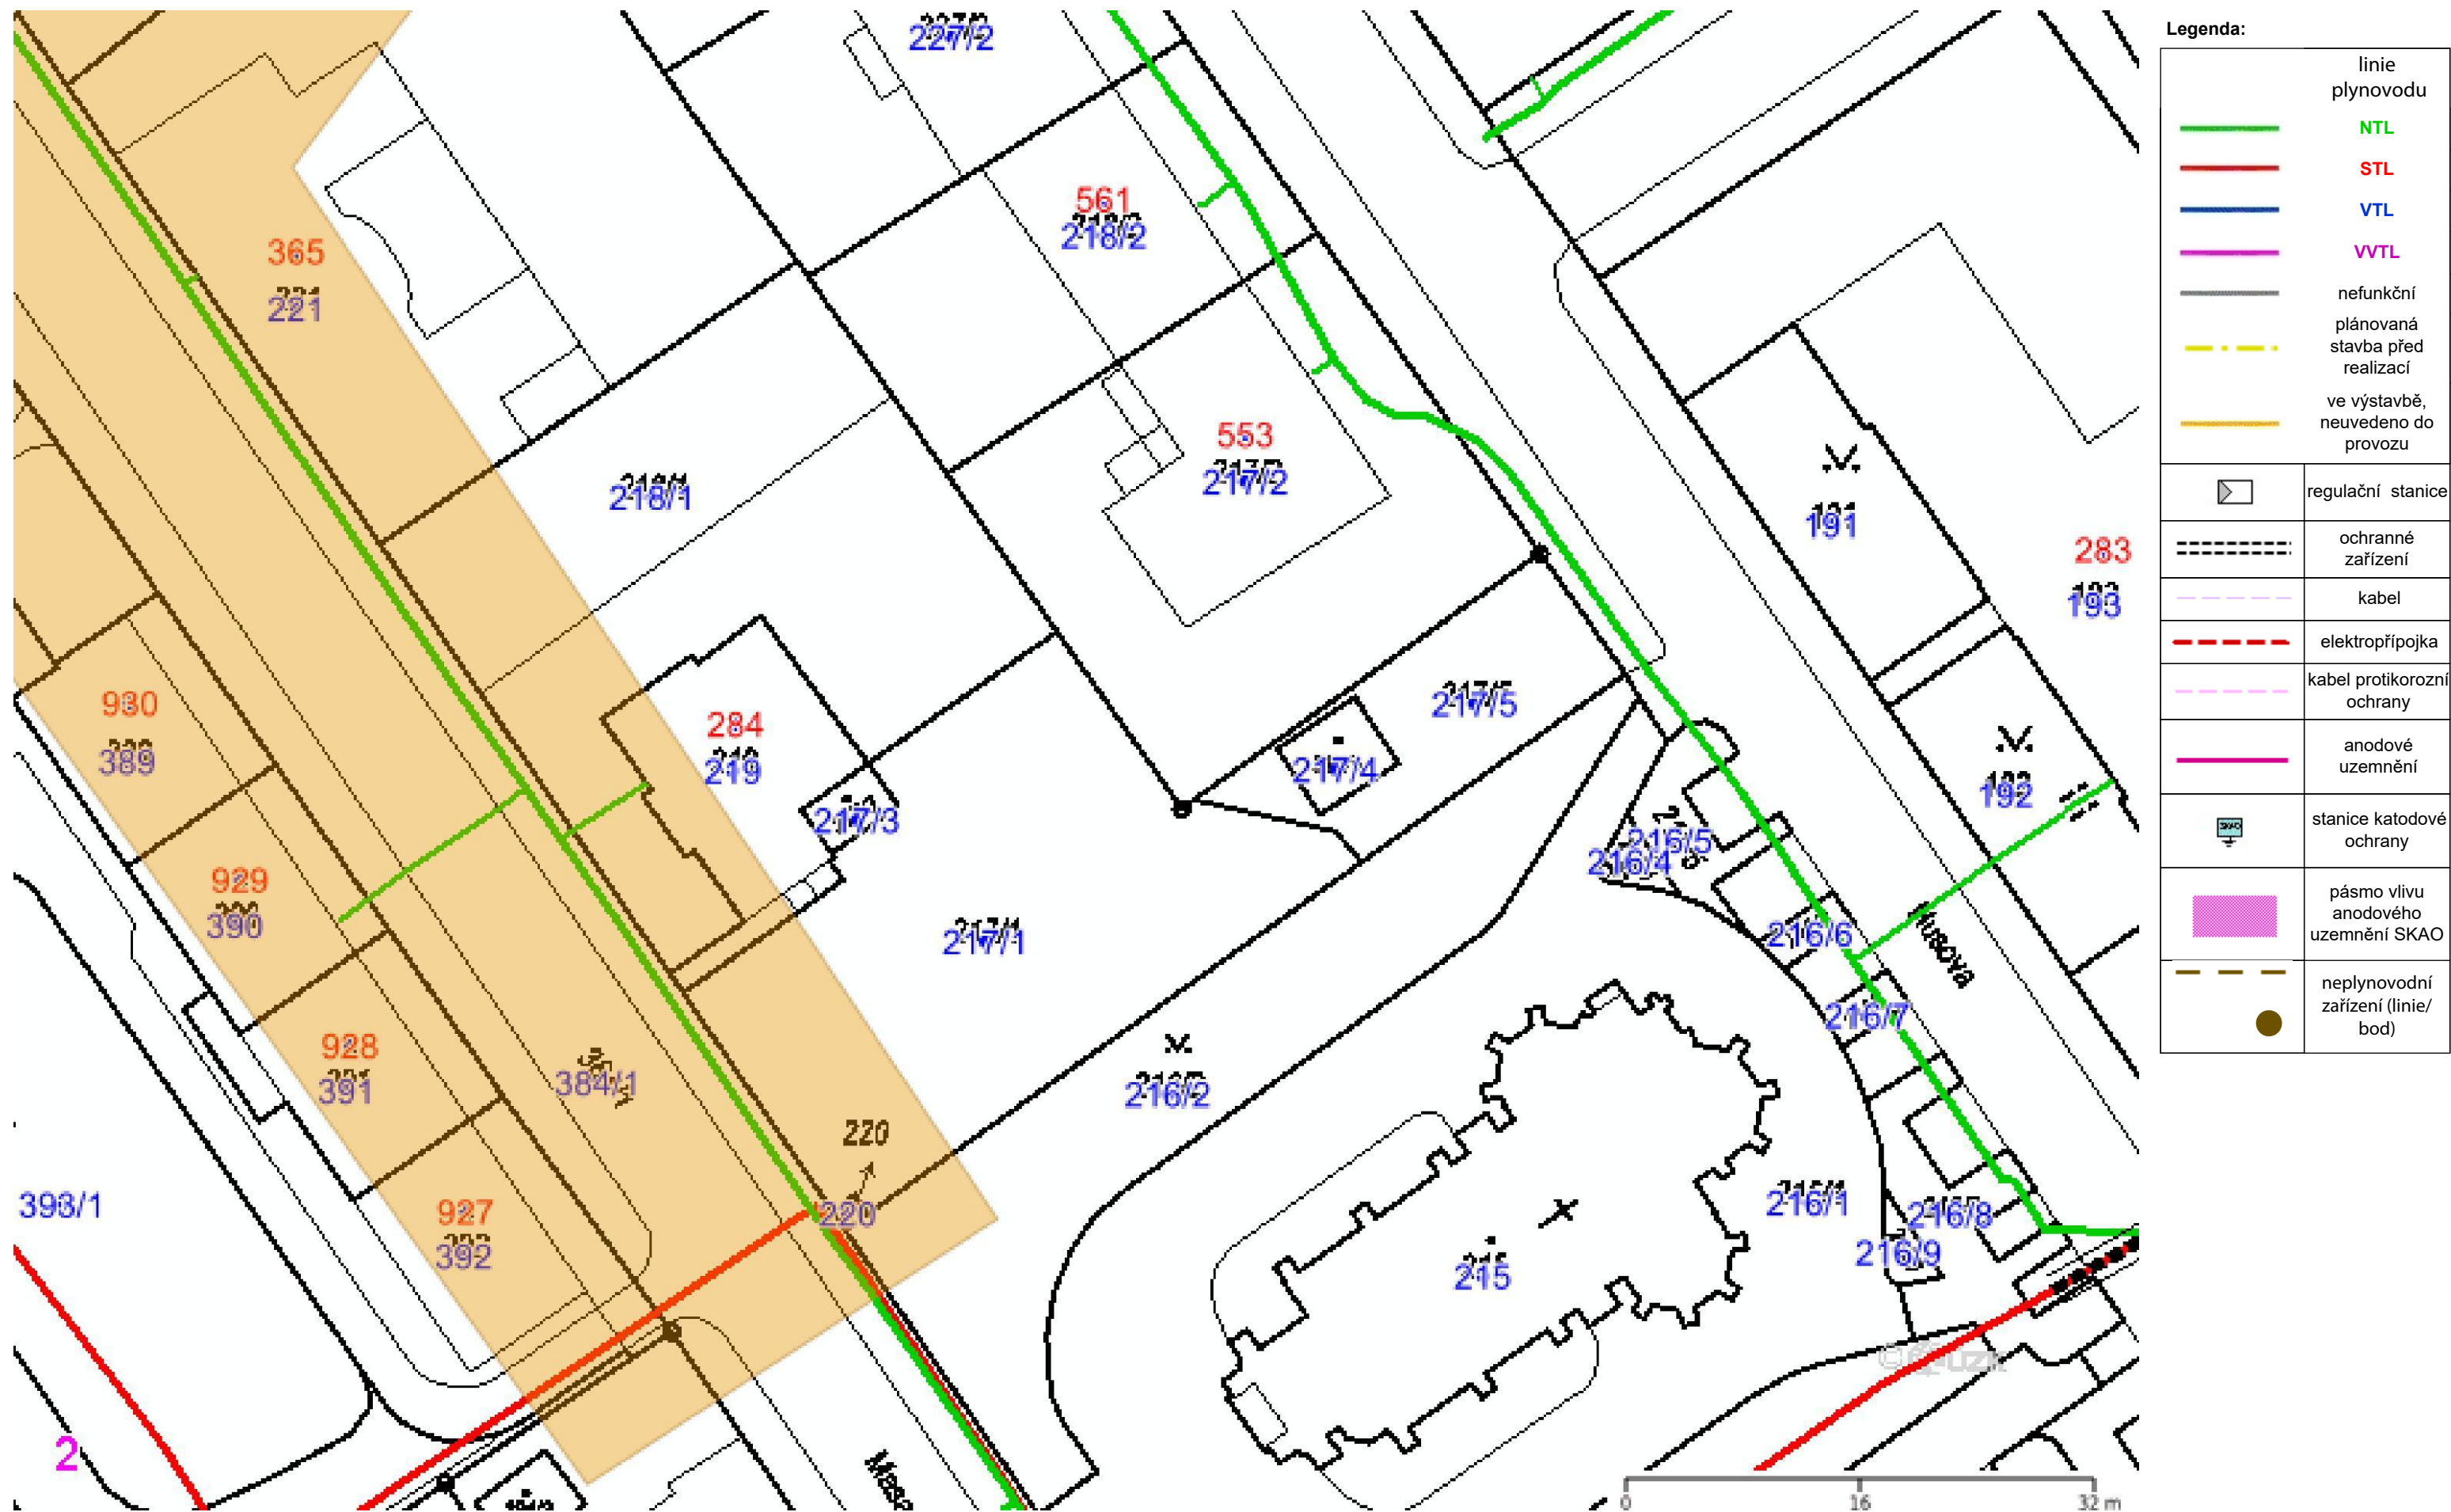 227/2
561
218/2
365
221
553
217/2
218/1
191
283
193
930
389
284
219
217/3
217/5
217/4
192
216/5
216/4
929
390
217/1
216/6
Husova
216/7
928
391
384/1
216/2
220
220
393/1
927
392
215
216/1
216/8
216/9
2
0 16 32 m
Legenda:
linie
plynovodu
NTL
STL
VTL
VVTL
nefunkční
plánovaná
stavba před
realizací
ve výstavbě,
neuvedeno do
provozu
regulační stanice
ochranné
zařízení
kabel
elektropřípojka
kabel protikorozní
ochrany
anodové
uzemnění
SKAO
stanice katodové
ochrany
pásmo vlivu
anodového
uzemnění SKAO
neplynovodní
zařízení (linie/
bod)